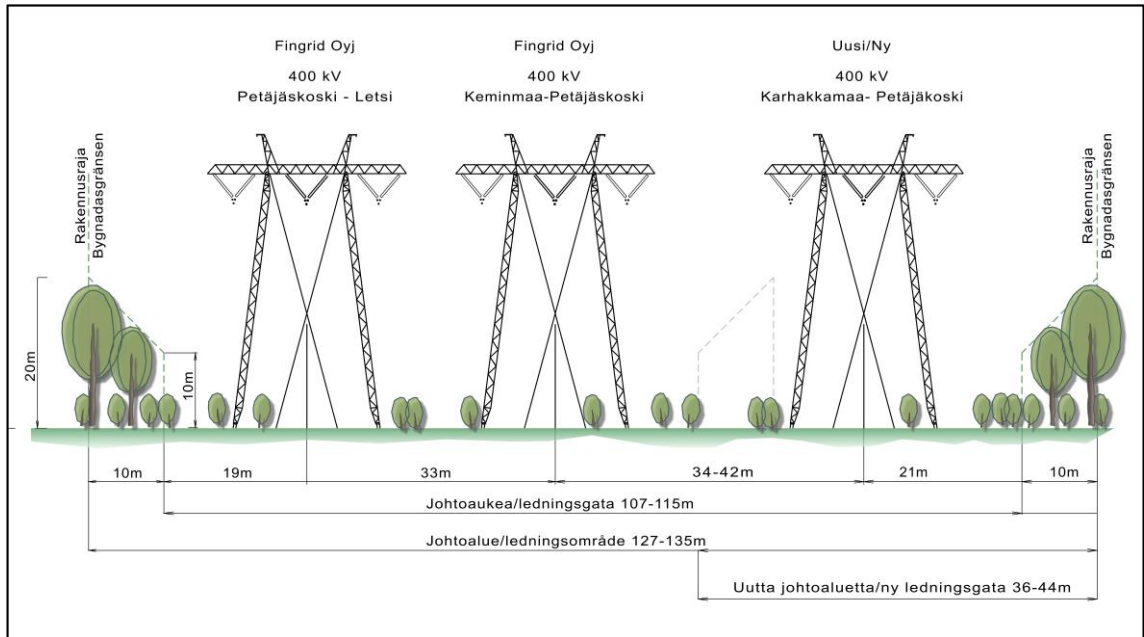 Fingrid Oyj
400 kV
Petäjäskoski - Letsi
Fingrid Oyj
400 kV
Keminmaa-Petäjäskoski
Uusi/Ny
400 kV
Karhakkamaa- Petäjäkoski
Rakennusraja
Bygnadasgränsen
Rakennusraja
Bygnadasgränsen
20m
10m
10m
19m
33m
34-42m
21m
10m
Johtoaukea/ledningsgata 107-115m
Johtoalue/ledningsområde 127-135m
Uutta johtoaluetta/ny ledningsgata 36-44m